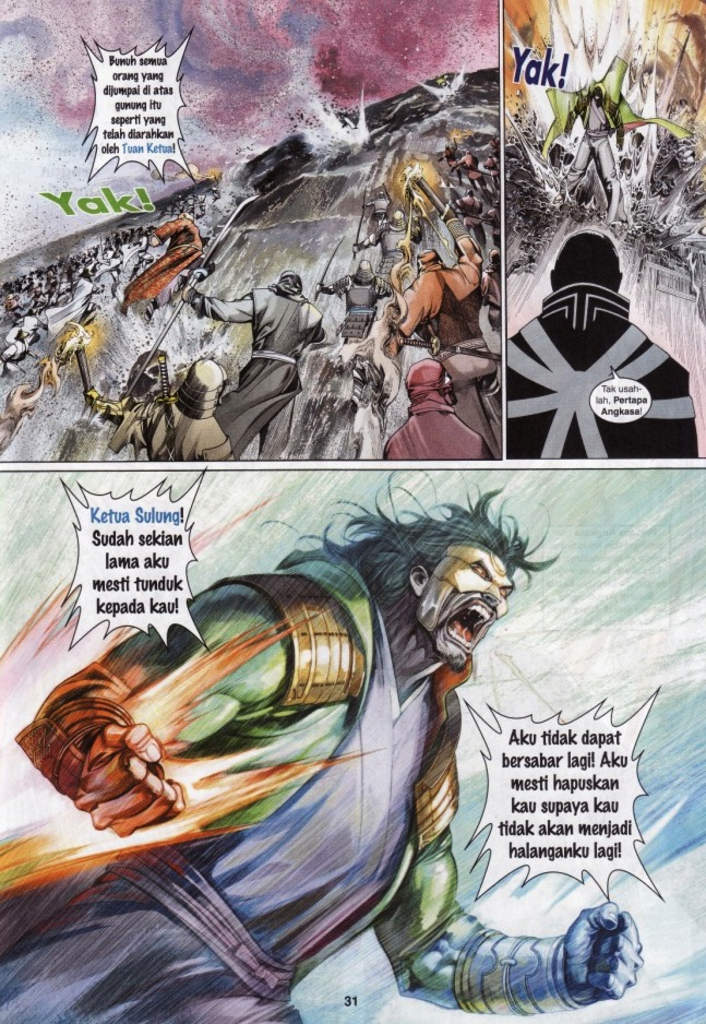 Bunuh semua
orang yang
dijumpai di atas
gunung itu
seperti yang
telah diarahkan
oleh Tuan Ketua!
Yak!
Yak!
Tak usah-
lah, Pertapa
Angkasa!
Ketua Sulung!
Sudah sekian
lama aku
mesti tunduk
kepada kau!
Aku tidak dapat
bersabar lagi! Aku
mesti hapuskan
kau supaya kau
tidak akan menjadi
halanganku lagi!
31